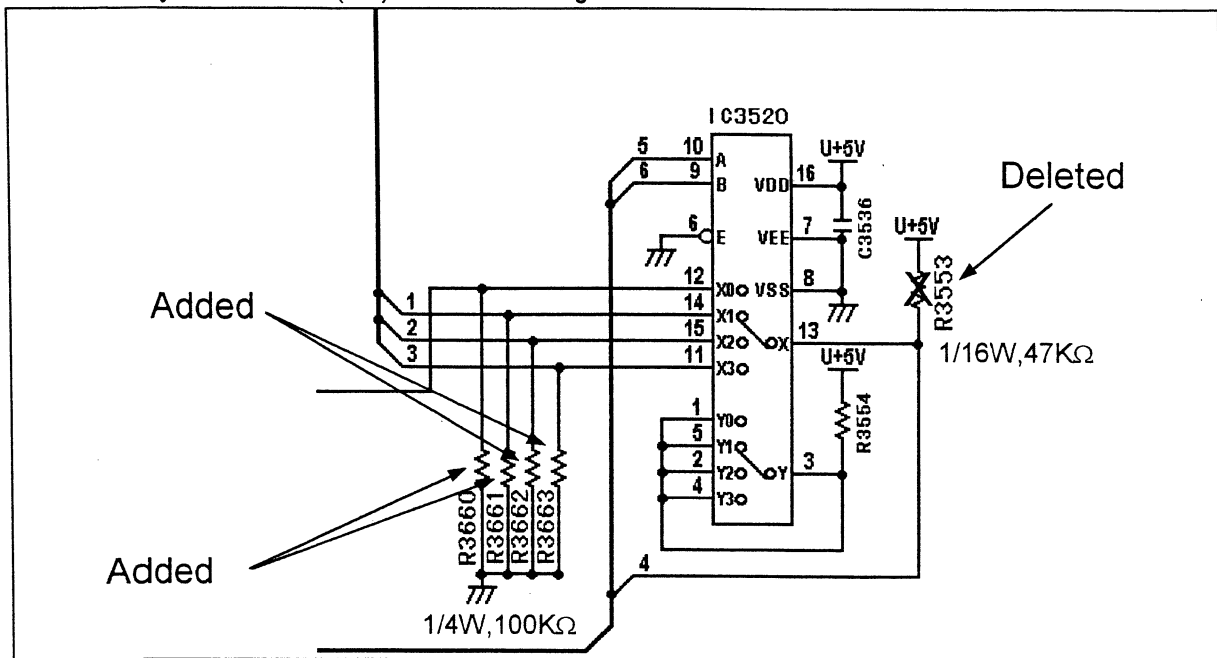 IC3520
5 10 A U+5V
6 9 B VDD 16 Deleted
C3536
6 E VEE 7 U+5V
12 X0 VSS 8 R3553
Added
1 14 X1
2 15 X2 X 13 1/16W,47KΩ
3 11 X3 U+5V
1 Y0 R3554
5 Y1
2 Y2 Y 3
4 Y3
R3660
R3661
R3662
R3663
Added 4
1/4W,100KΩ